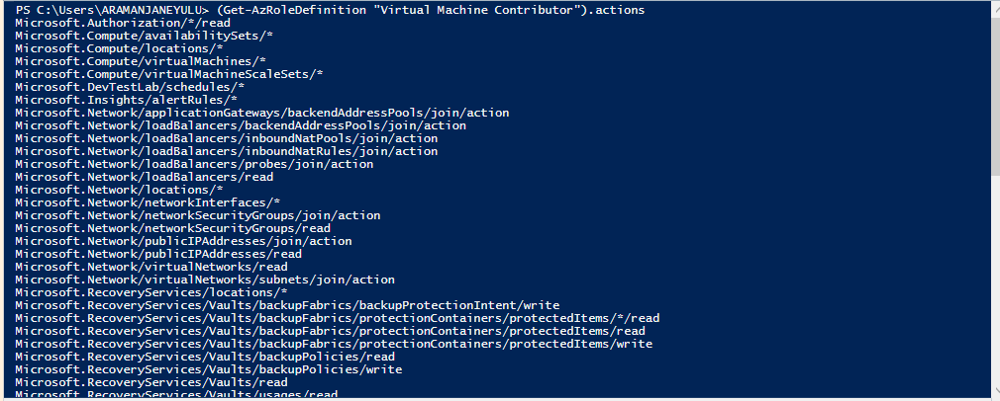 PS C:\Users\ARAMANJANEYULU> (Get-AzRoleDefinition "Virtual Machine Contributor").actions
Microsoft.Authorization/*/read
Microsoft.Compute/availabilitySets/*
Microsoft.Compute/locations/*
Microsoft.Compute/virtualMachines/*
Microsoft.Compute/virtualMachineScaleSets/*
Microsoft.DevTestLab/schedules/*
Microsoft.Insights/alertRules/*
Microsoft.Network/applicationGateways/backendAddressPools/join/action
Microsoft.Network/loadBalancers/backendAddressPools/join/action
Microsoft.Network/loadBalancers/inboundNatPools/join/action
Microsoft.Network/loadBalancers/inboundNatRules/join/action
Microsoft.Network/loadBalancers/probes/join/action
Microsoft.Network/loadBalancers/read
Microsoft.Network/locations/*
Microsoft.Network/networkInterfaces/*
Microsoft.Network/networkSecurityGroups/join/action
Microsoft.Network/networkSecurityGroups/read
Microsoft.Network/publicIPAddresses/join/action
Microsoft.Network/publicIPAddresses/read
Microsoft.Network/virtualNetworks/read
Microsoft.Network/virtualNetworks/subnets/join/action
Microsoft.RecoveryServices/locations/*
Microsoft.RecoveryServices/Vaults/backupFabrics/backupProtectionIntent/write
Microsoft.RecoveryServices/Vaults/backupFabrics/protectionContainers/protectedItems/*/read
Microsoft.RecoveryServices/Vaults/backupFabrics/protectionContainers/protectedItems/read
Microsoft.RecoveryServices/Vaults/backupFabrics/protectionContainers/protectedItems/write
Microsoft.RecoveryServices/Vaults/backupPolicies/read
Microsoft.RecoveryServices/Vaults/backupPolicies/write
Microsoft.RecoveryServices/Vaults/read
Microsoft.RecoveryServices/Vaults/usages/read